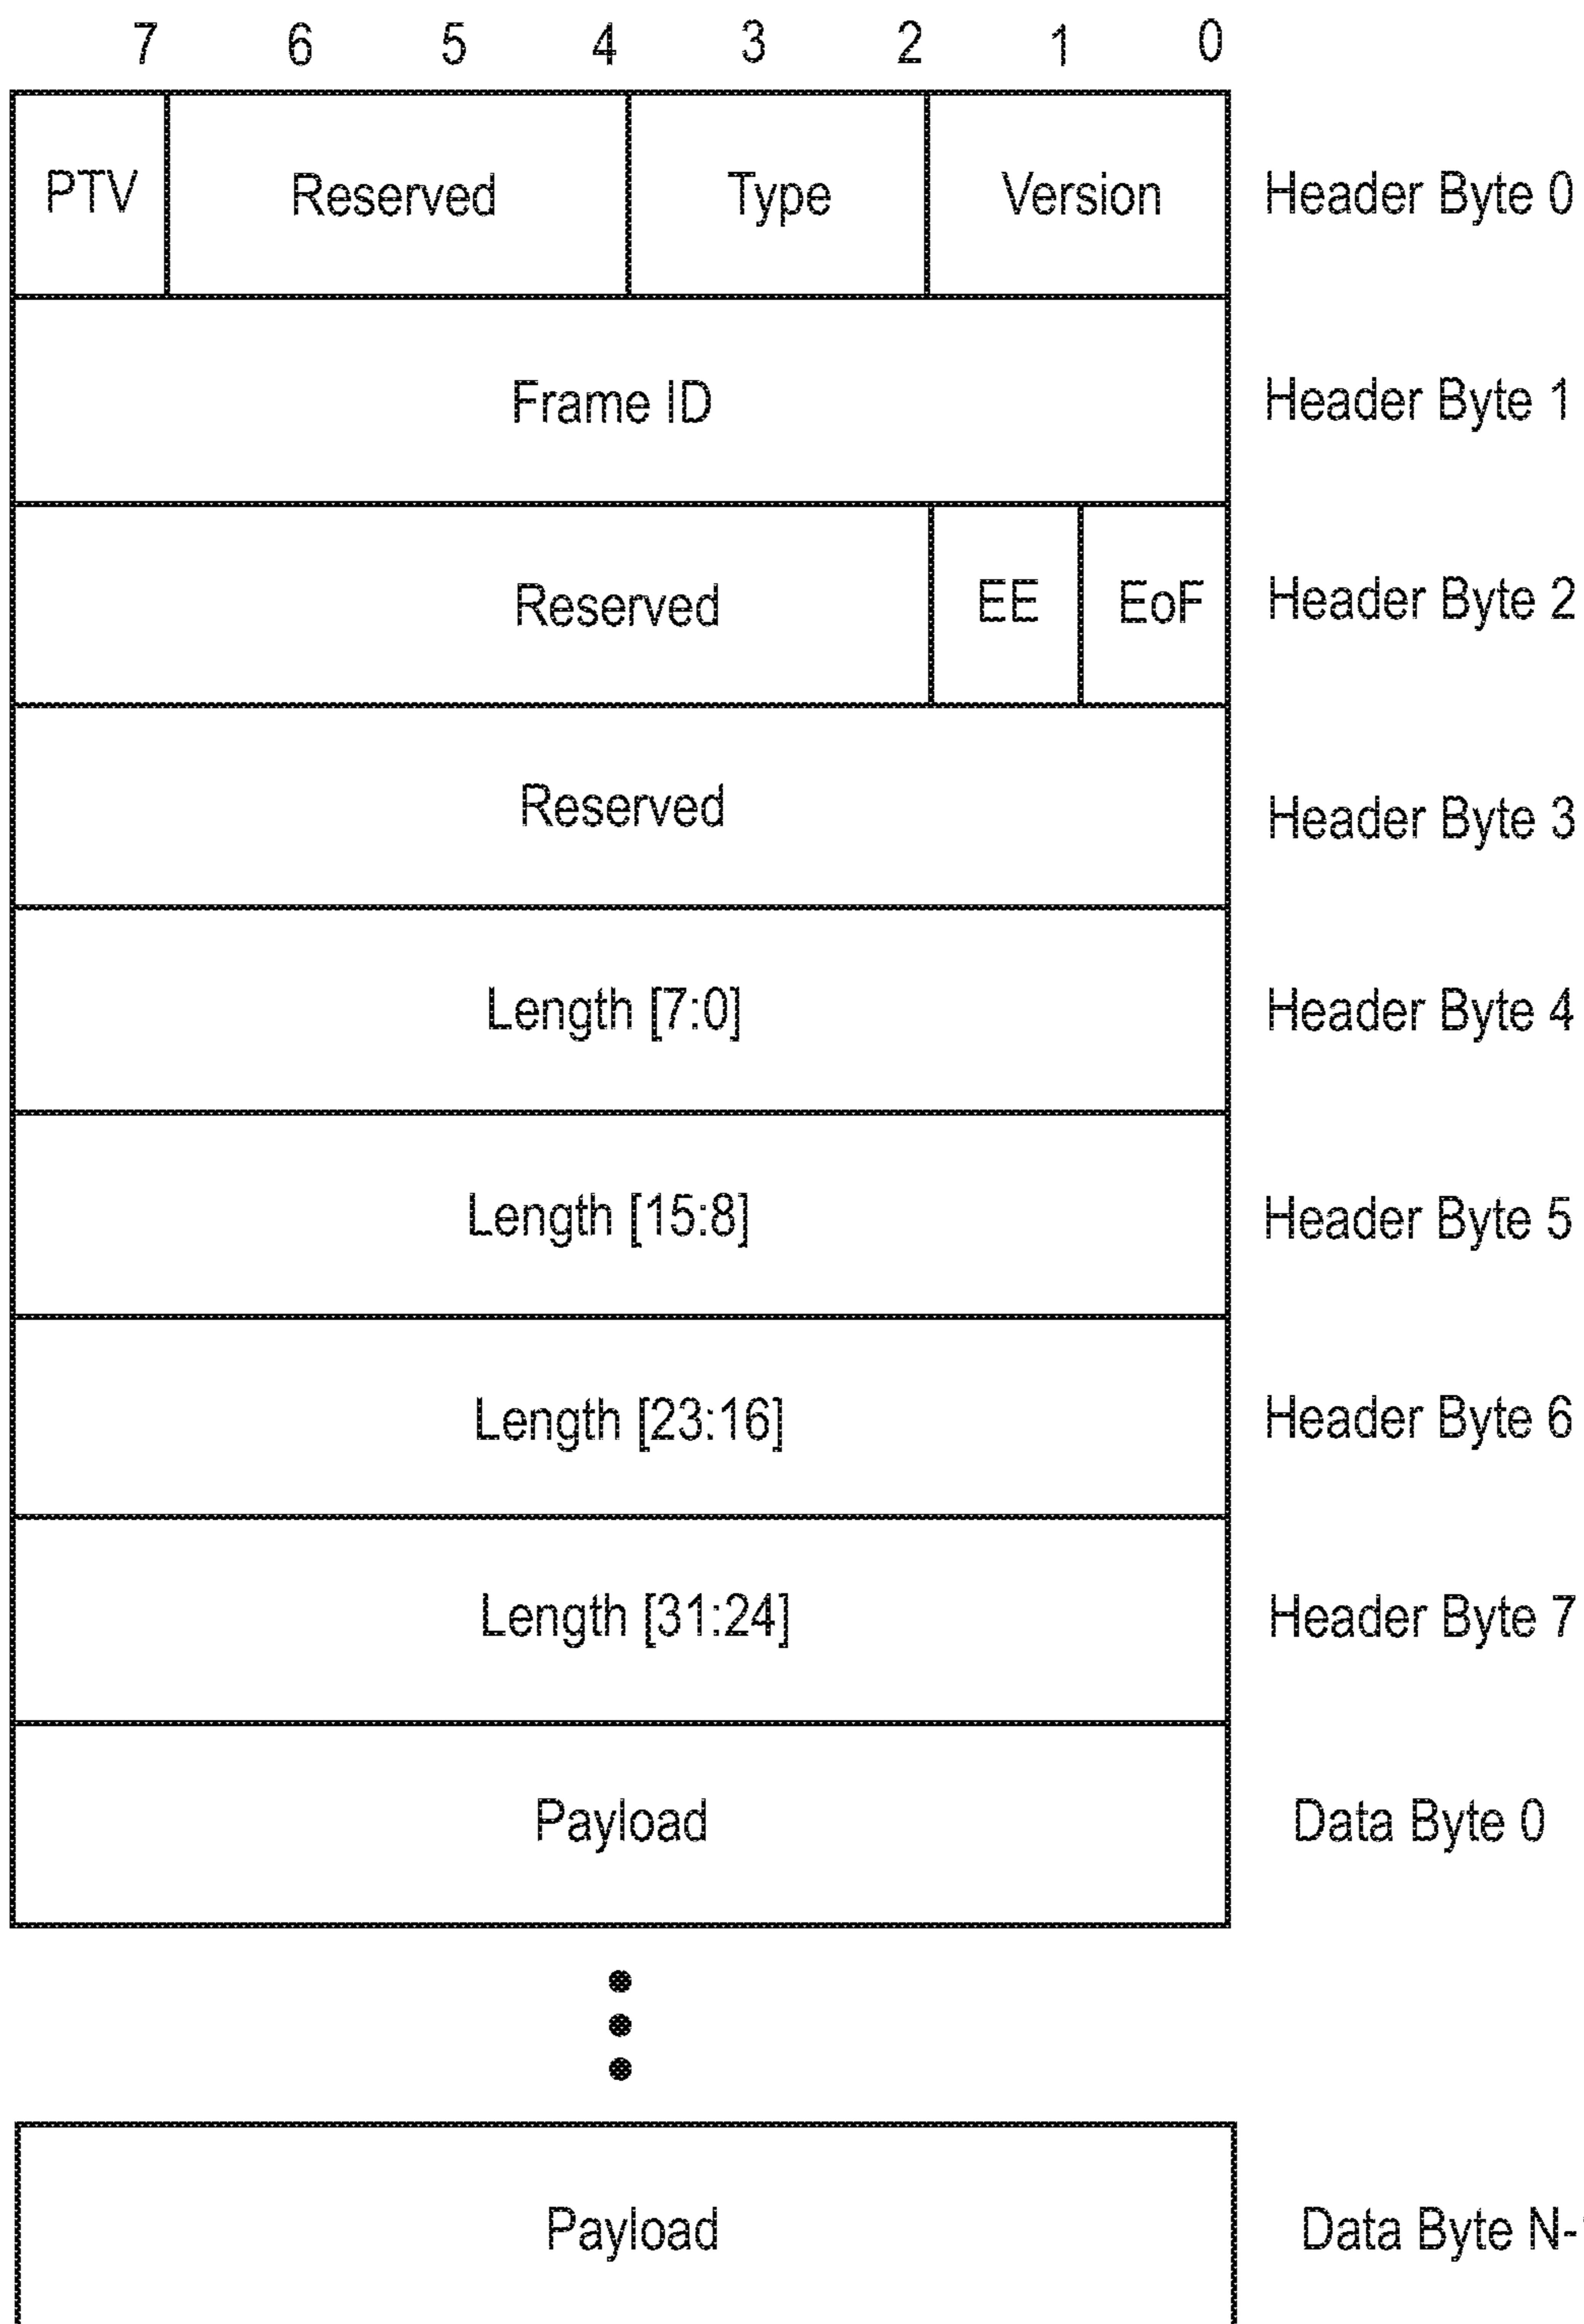 7 6 5 4 3 2 1 0
PTV Reserved Type Version Header Byte 0
Frame ID Header Byte 1
Reserved EE EoF Header Byte 2
Reserved Header Byte 3
Length [7:0] Header Byte 4
Length [15:8] Header Byte 5
Length [23:16] Header Byte 6
Length [31:24] Header Byte 7
Payload Data Byte 0
Payload Data Byte N-